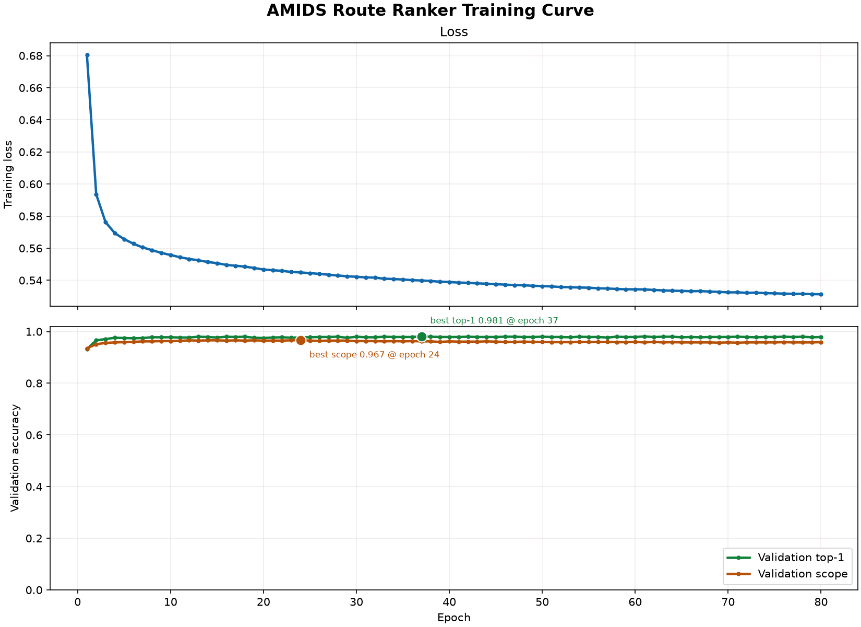 AMIDS Route Ranker Training Curve
Loss
0.68
0.66
0.64
0.62
0.60
0.58
0.56
0.54
Training loss
best top-1 0.981 @ epoch 37
best scope 0.967 @ epoch 24
1.0
0.8
0.6
0.4
0.2
0.0
Validation accuracy
Validation top-1
Validation scope
0 10 20 30 40 50 60 70 80
Epoch